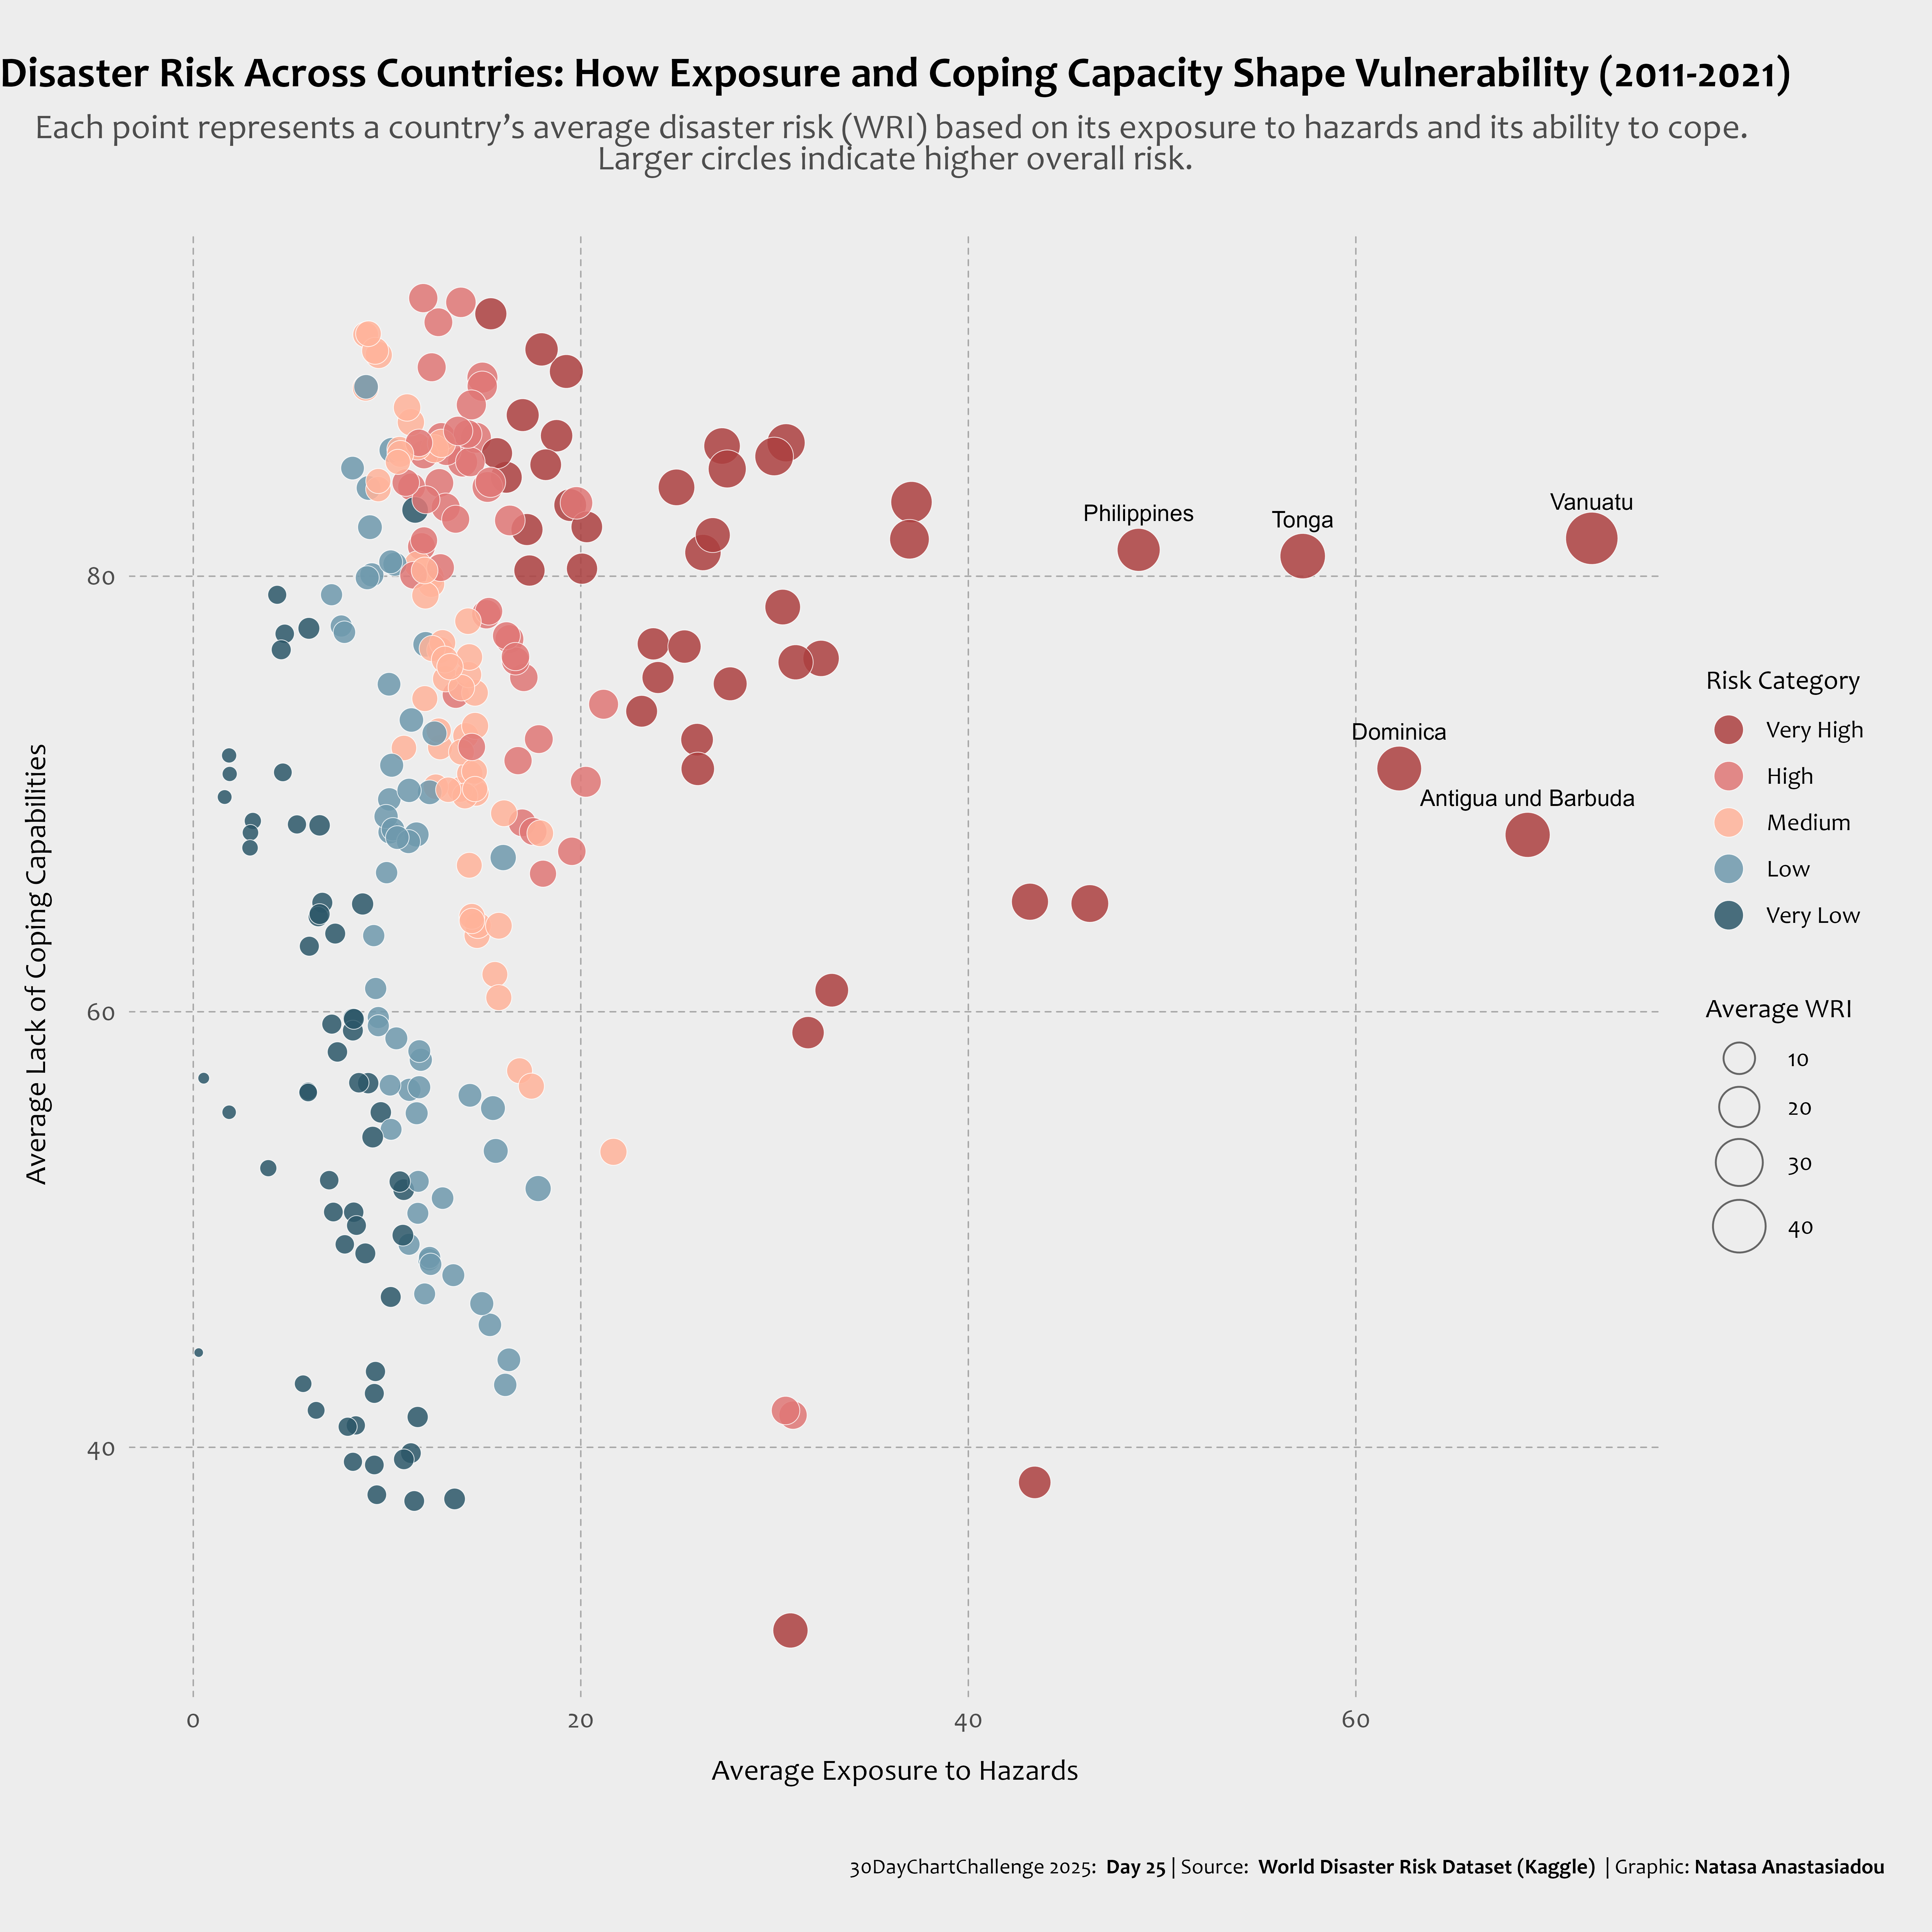 Disaster Risk Across Countries: How Exposure and Coping Capacity Shape Vulnerability (2011-2021)
Each point represents a country’s average disaster risk (WRI) based on its exposure to hazards and its ability to cope.
Larger circles indicate higher overall risk.
Average Lack of Coping Capabilities
80
60
40
Philippines
Tonga
Vanuatu
Dominica
Antigua und Barbuda
0
20
40
60
Average Exposure to Hazards
Risk Category
Very High
High
Medium
Low
Very Low
Average WRI
10
20
30
40
30DayChartChallenge 2025: Day 25 | Source: World Disaster Risk Dataset (Kaggle) | Graphic: Natasa Anastasiadou